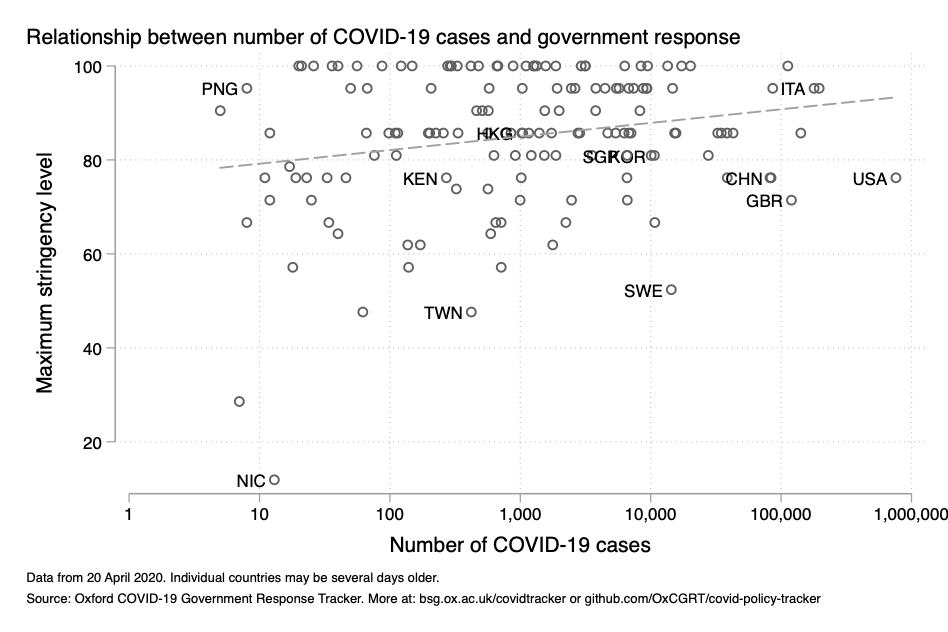 Relationship between number of COVID-19 cases and government response
100
80
60
40
20
Maximum stringency level
PNG
ITA
HKG
SGP
KOR
KEN
CHN
USA
GBR
SWE
TWN
NIC
1
10
100
1,000
10,000
100,000
1,000,000
Number of COVID-19 cases
Data from 20 April 2020. Individual countries may be several days older.
Source: Oxford COVID-19 Government Response Tracker. More at: bsg.ox.ac.uk/covidtracker or github.com/OxCGRT/covid-policy-tracker